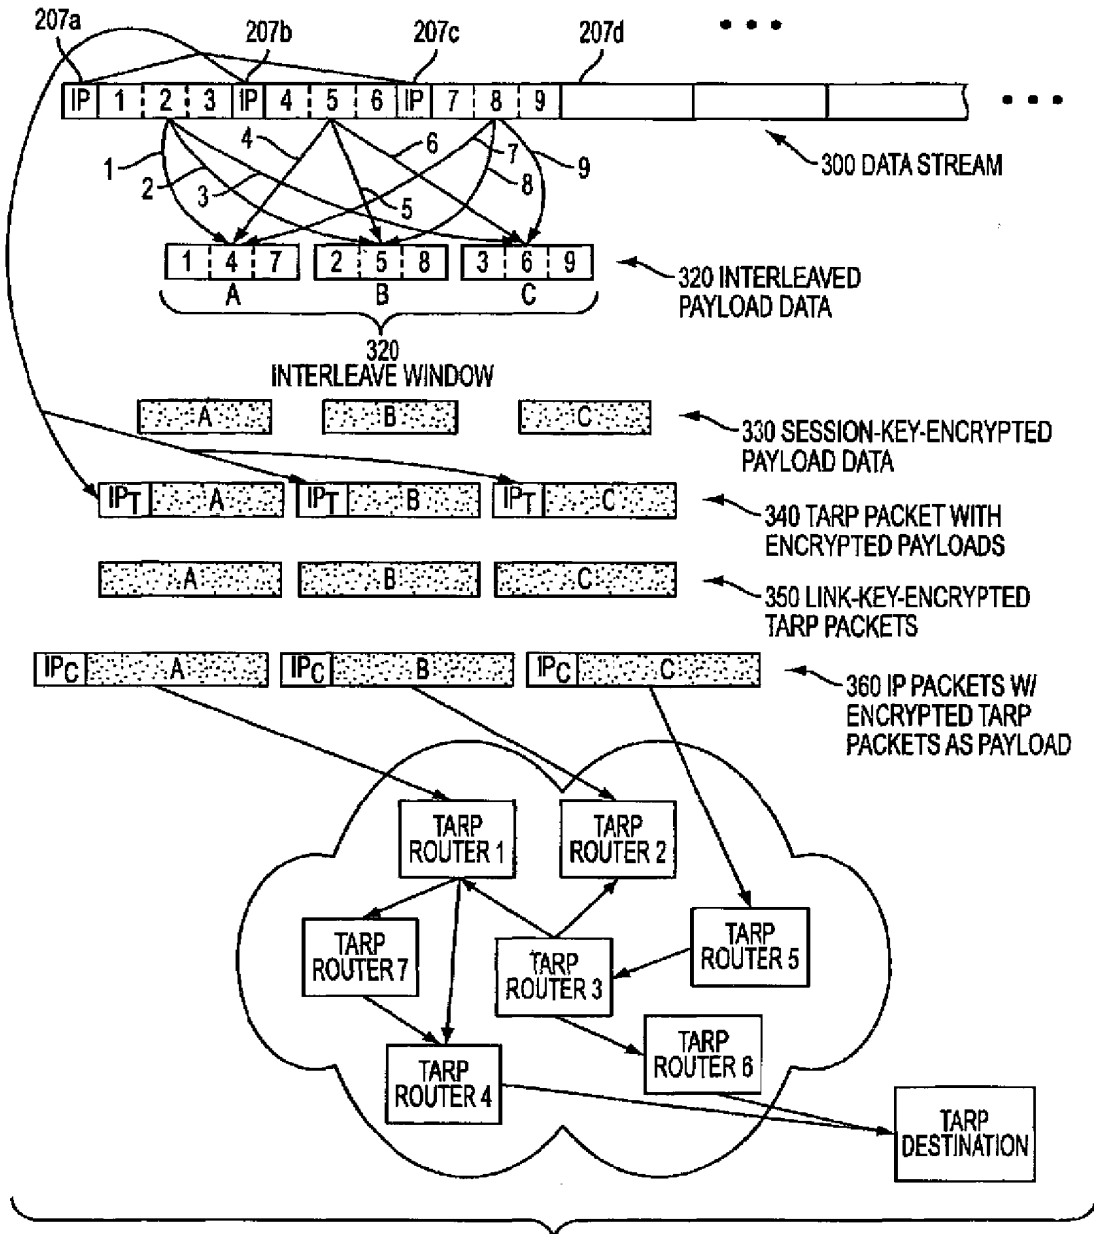 207a
207b
207c
207d
• • •
IP 1 2 3 IP 4 5 6 IP 7 8 9
• • •
1 2 3 4 5 6 7 8 9
300 DATA STREAM
1 4 7 2 5 8 3 6 9
A B C
320 INTERLEAVED
PAYLOAD DATA
320
INTERLEAVE WINDOW
A B C
330 SESSION-KEY-ENCRYPTED
PAYLOAD DATA
IPT A IPT B IPT C
340 TARP PACKET WITH
ENCRYPTED PAYLOADS
A B C
350 LINK-KEY-ENCRYPTED
TARP PACKETS
IPC A IPC B IPC C
360 IP PACKETS W/
ENCRYPTED TARP
PACKETS AS PAYLOAD
TARP
ROUTER 1
TARP
ROUTER 2
TARP
ROUTER 7
TARP
ROUTER 3
TARP
ROUTER 5
TARP
ROUTER 4
TARP
ROUTER 6
TARP
DESTINATION